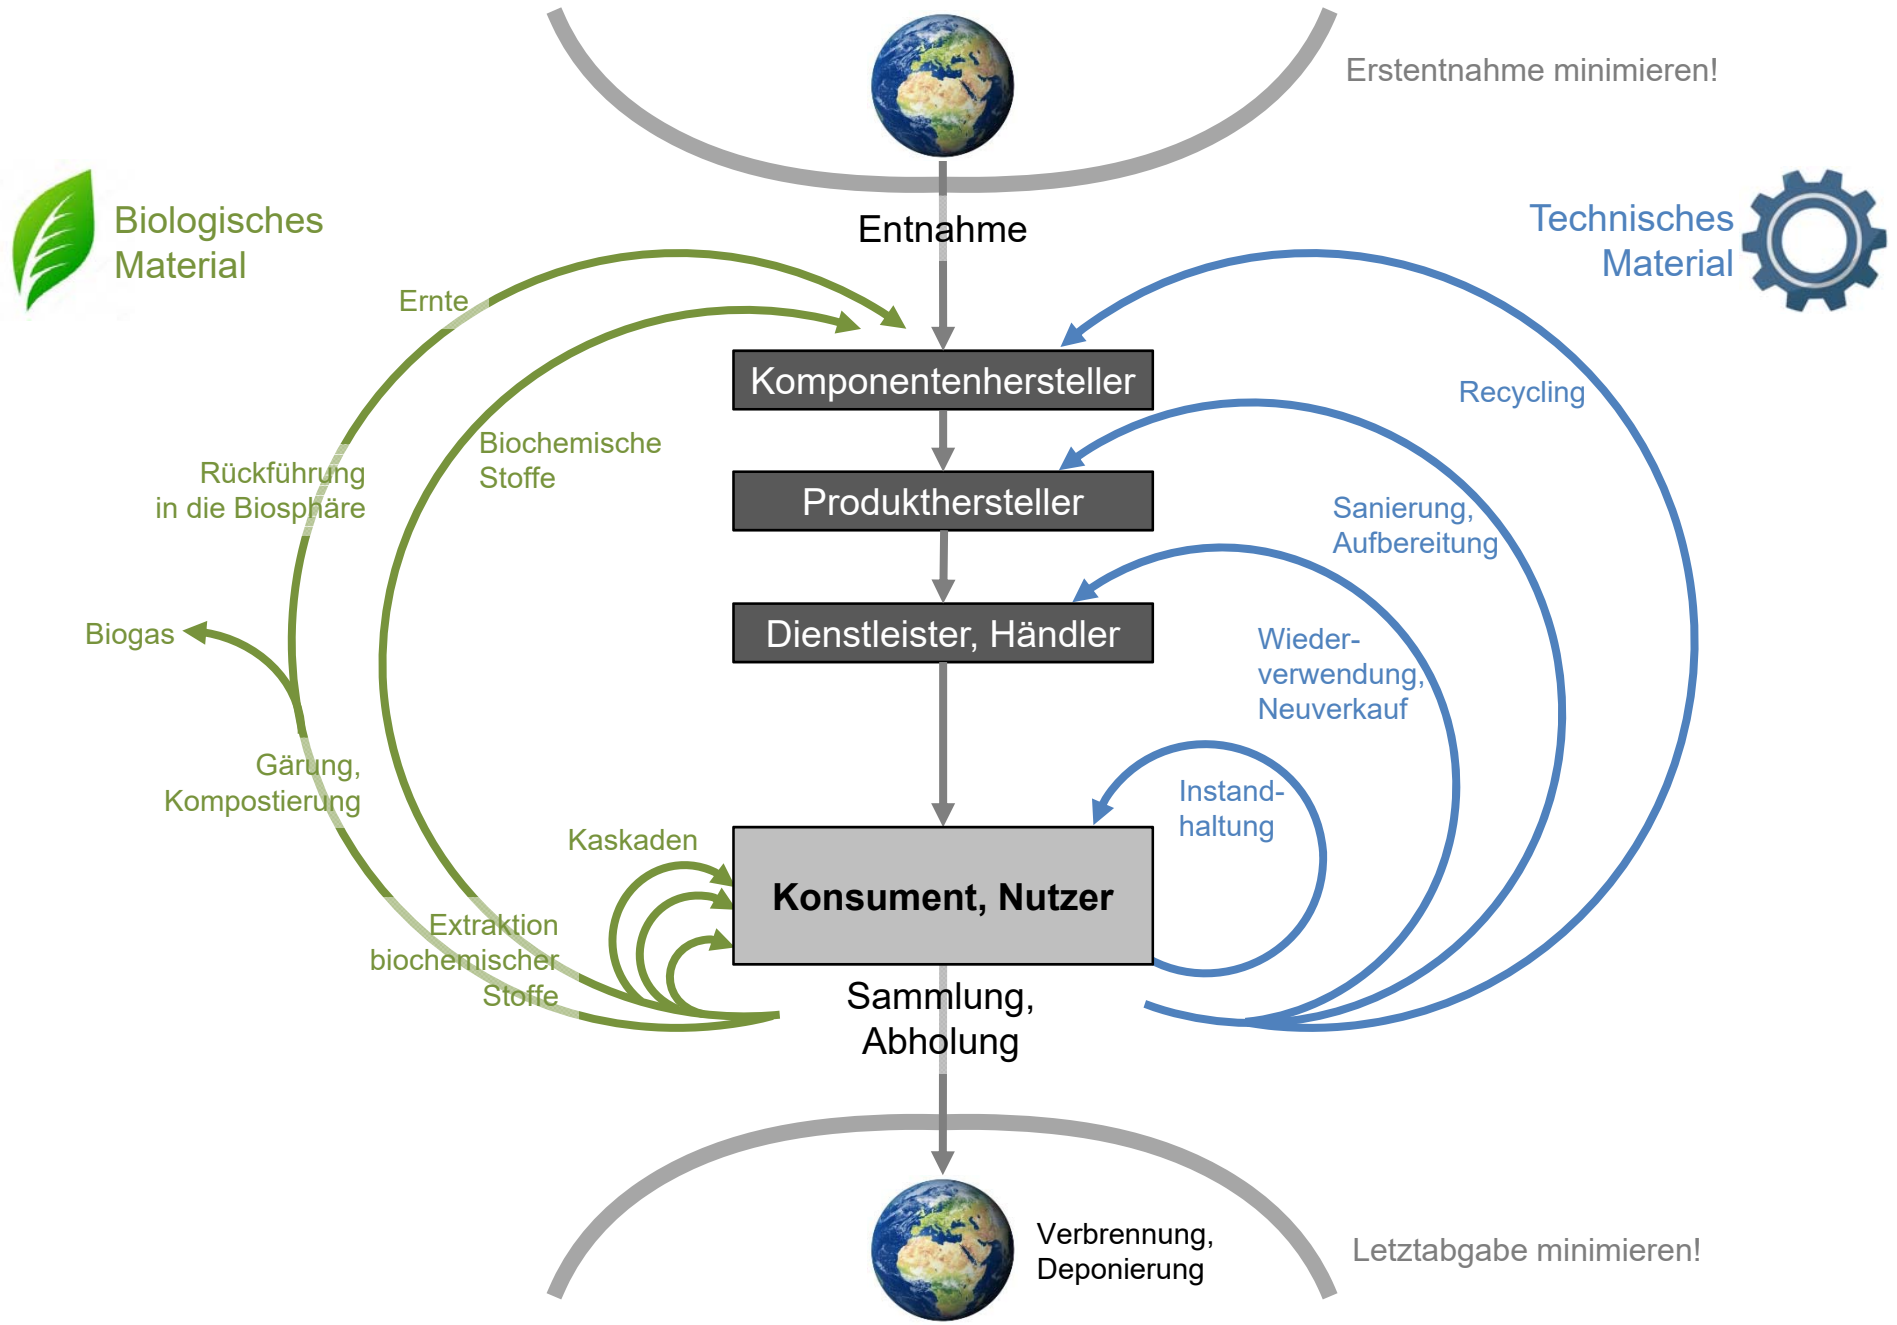 Erstentnahme minimieren!
Biologisches
Material
Technisches
Material
Entnahme
Ernte
Komponentenhersteller
Recycling
Biochemische
Stoffe
Rückführung
in die Biosphäre
Produkthersteller
Sanierung,
Aufbereitung
Biogas
Dienstleister, Händler
Wieder-
verwendung,
Neuverkauf
Gärung,
Kompostierung
Instand-
haltung
Kaskaden
Konsument, Nutzer
Extraktion
biochemischer
Stoffe
Sammlung,
Abholung
Verbrennung,
Deponierung
Letztabgabe minimieren!